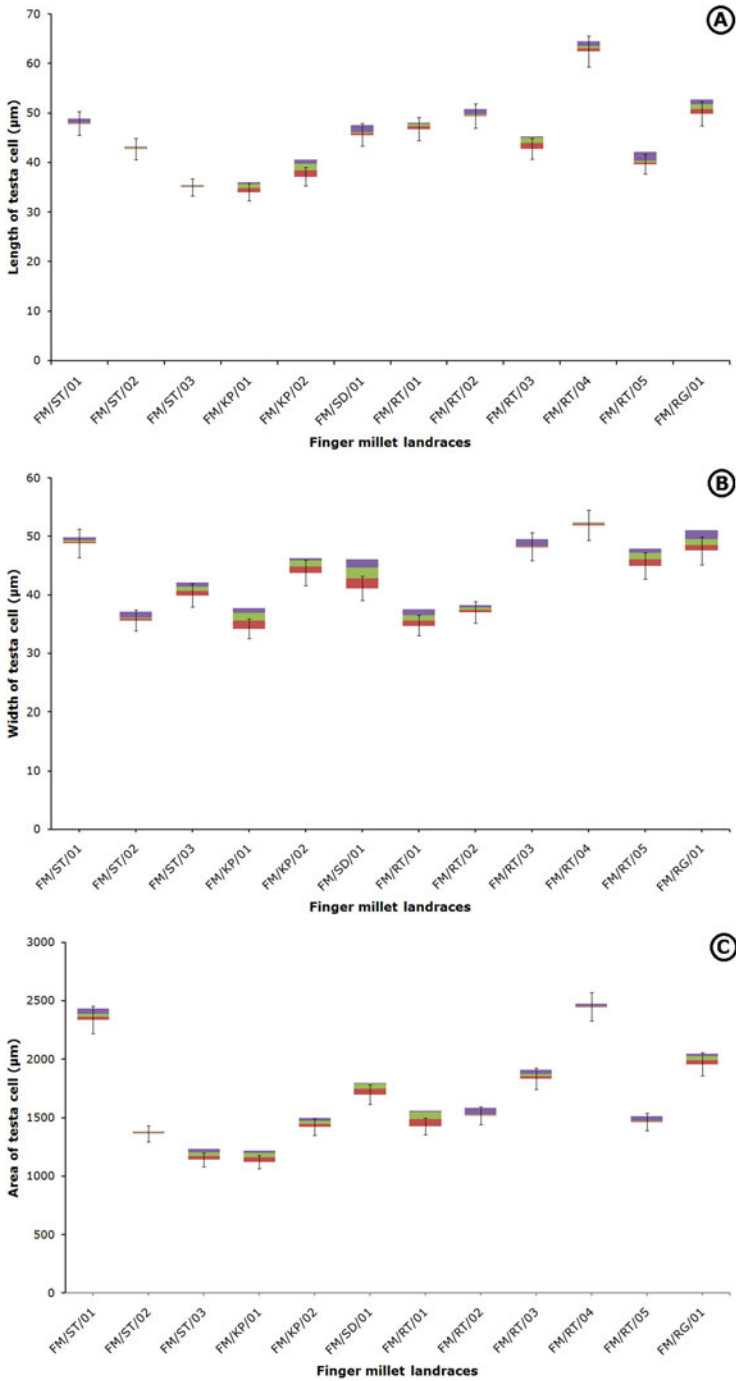 A
70
60
50
40
30
20
10
0
Length of testa cell (µm)
FM/ST/01 FM/ST/02 FM/ST/03 FM/KP/01 FM/KP/02 FM/SD/01 FM/RT/01 FM/RT/02 FM/RT/03 FM/RT/04 FM/RT/05 FM/RG/01
Finger millet landraces
B
60
50
40
30
20
10
0
Width of testa cell (µm)
FM/ST/01 FM/ST/02 FM/ST/03 FM/KP/01 FM/KP/02 FM/SD/01 FM/RT/01 FM/RT/02 FM/RT/03 FM/RT/04 FM/RT/05 FM/RG/01
Finger millet landraces
C
3000
2500
2000
1500
1000
500
0
Area of testa cell (µm)
FM/ST/01 FM/ST/02 FM/ST/03 FM/KP/01 FM/KP/02 FM/SD/01 FM/RT/01 FM/RT/02 FM/RT/03 FM/RT/04 FM/RT/05 FM/RG/01
Finger millet landraces